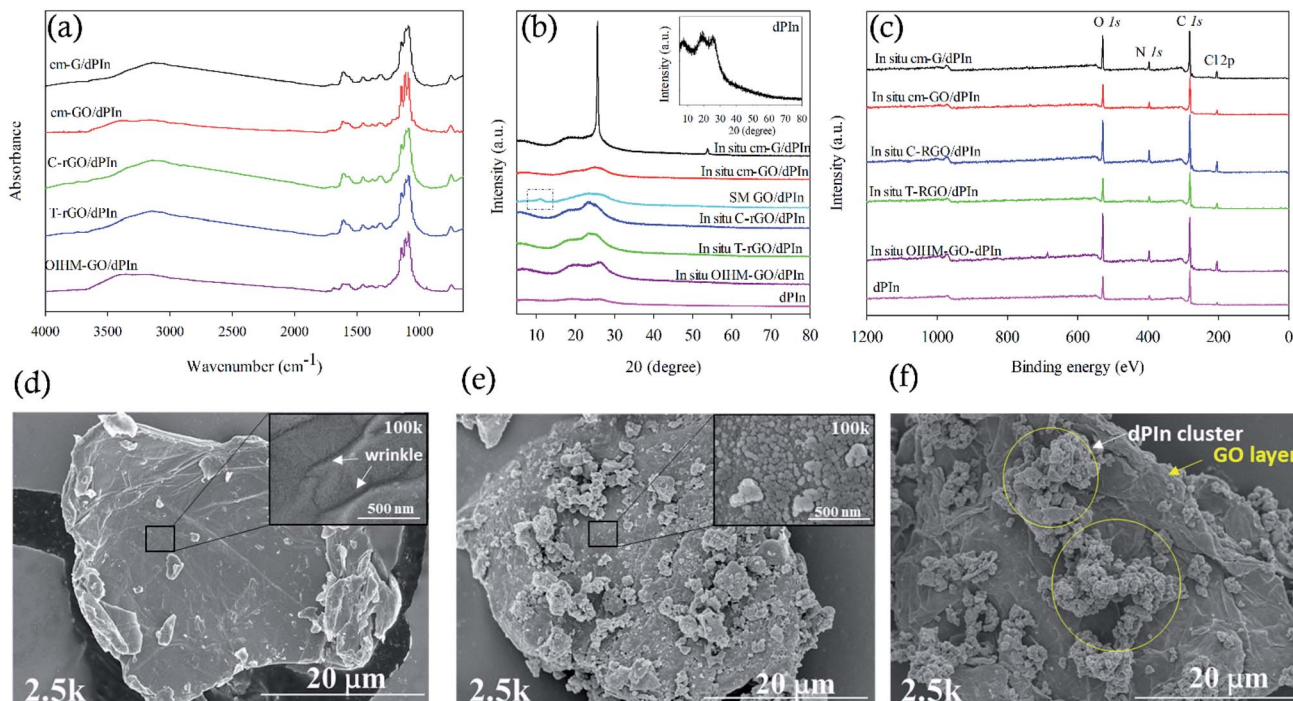 (a)
cm-G/dPIn
cm-GO/dPIn
C-rGO/dPIn
T-rGO/dPIn
OIHM-GO/dPIn
Absorbance
4000 3500 3000 2500 2000 1500 1000
Wavenumber (cm-1)
(b)
dPIn
Intensity (a.u.)
0 10 20 30 40 50 60 70 80
2θ (degree)
In situ cm-G/dPIn
In situ cm-GO/dPIn
SM GO/dPIn
In situ C-rGO/dPIn
In situ T-rGO/dPIn
In situ OIHM-GO/dPIn
dPIn
Intensity (a.u.)
10 20 30 40 50 60 70 80
2θ (degree)
(c)
O 1s
C 1s
N 1s
Cl2p
In situ cm-G/dPIn
In situ cm-GO/dPIn
In situ C-RGO/dPIn
In situ T-RGO/dPIn
In situ OIHM-GO-dPIn
dPIn
Intensity (a.u.)
1200 1000 800 600 400 200 0
Binding energy (eV)
(d)
100k
wrinkle
500 nm
20 µm
2.5k
(e)
100k
500 nm
20 µm
2.5k
(f)
dPIn cluster
GO layer
20 µm
2.5k